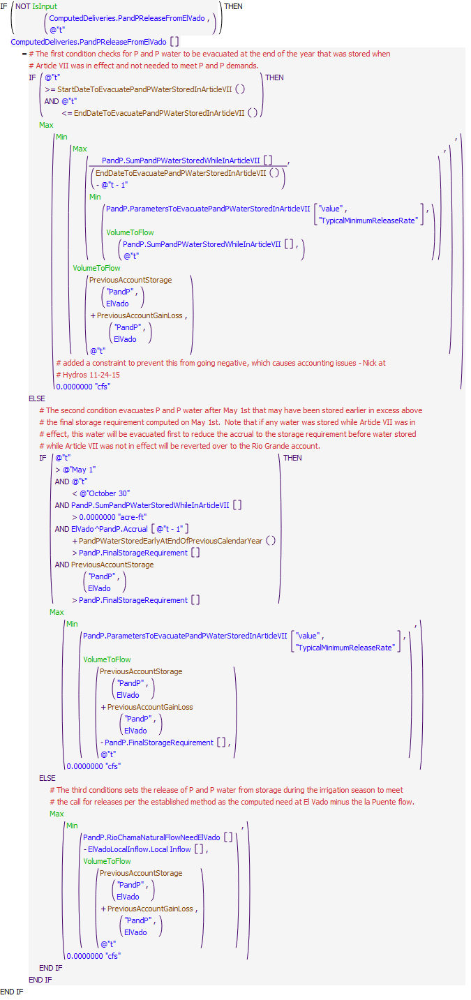 IF ( NOT IsInput ) THEN
( ComputedDeliveries.PandPReleaseFromElVado ,
@"t" )
ComputedDeliveries.PandPReleaseFromElVado [ ]
= # The first condition checks for P and P water to be evacuated at the end of the year that was stored when
# Article VII was in effect and not needed to meet P and P demands.
IF ( @"t" ) THEN
>= StartDateToEvacuatePandPWaterStoredInArticleVII ( )
AND @"t"
<= EndDateToEvacuatePandPWaterStoredInArticleVII ( )
Max
Min ,
Max ,
PandP.SumPandPWaterStoredWhileInArticleVII [ ] ,
( EndDateToEvacuatePandPWaterStoredInArticleVII ( )
- @"t - 1" )
Min
( PandP.ParametersToEvacuatePandPWaterStoredInArticleVII [ "value" , ] ,
"TypicalMinimumReleaseRate"
VolumeToFlow
( PandP.SumPandPWaterStoredWhileInArticleVII [ ] ,
@"t" )
VolumeToFlow
( PreviousAccountStorage
( "PandP" ,
ElVado )
+ PreviousAccountGainLoss ,
( "PandP" ,
ElVado )
@"t" )
# added a constraint to prevent this from going negative, which causes accounting issues - Nick at
# Hydros 11-24-15
0.0000000 "cfs"
ELSE
# The second condition evacuates P and P water after May 1st that may have been stored earlier in excess above
# the final storage requirement computed on May 1st.  Note that if any water was stored while Article VII was in
# effect, this water will be evacuated first to reduce the accrual to the storage requirement before water stored
# while Article VII was not in effect will be reverted over to the Rio Grande account.
IF ( @"t" ) THEN
> @"May 1"
AND @"t"
< @"October 30"
AND PandP.SumPandPWaterStoredWhileInArticleVII [ ]
> 0.0000000 "acre-ft"
AND ElVado^PandP.Accrual [ @"t - 1" ]
+ PandPWaterStoredEarlyAtEndOfPreviousCalendarYear ( )
> PandP.FinalStorageRequirement [ ]
AND PreviousAccountStorage
( "PandP" ,
ElVado )
> PandP.FinalStorageRequirement [ ]
Max
Min ,
( PandP.ParametersToEvacuatePandPWaterStoredInArticleVII [ "value" , ] ,
"TypicalMinimumReleaseRate"
VolumeToFlow
( PreviousAccountStorage
( "PandP" ,
ElVado )
+ PreviousAccountGainLoss
( "PandP" ,
ElVado )
- PandP.FinalStorageRequirement [ ] ,
@"t" )
0.0000000 "cfs"
ELSE
# The third conditions sets the release of P and P water from storage during the irrigation season to meet
# the call for releases per the established method as the computed need at El Vado minus the la Puente flow.
Max
Min ,
( PandP.RioChamaNaturalFlowNeedElVado [ ]
- ElVadoLocalInflow.Local Inflow [ ] ,
VolumeToFlow
( PreviousAccountStorage
( "PandP" ,
ElVado )
+ PreviousAccountGainLoss ,
( "PandP" ,
ElVado )
@"t" )
0.0000000 "cfs"
END IF
END IF
END IF